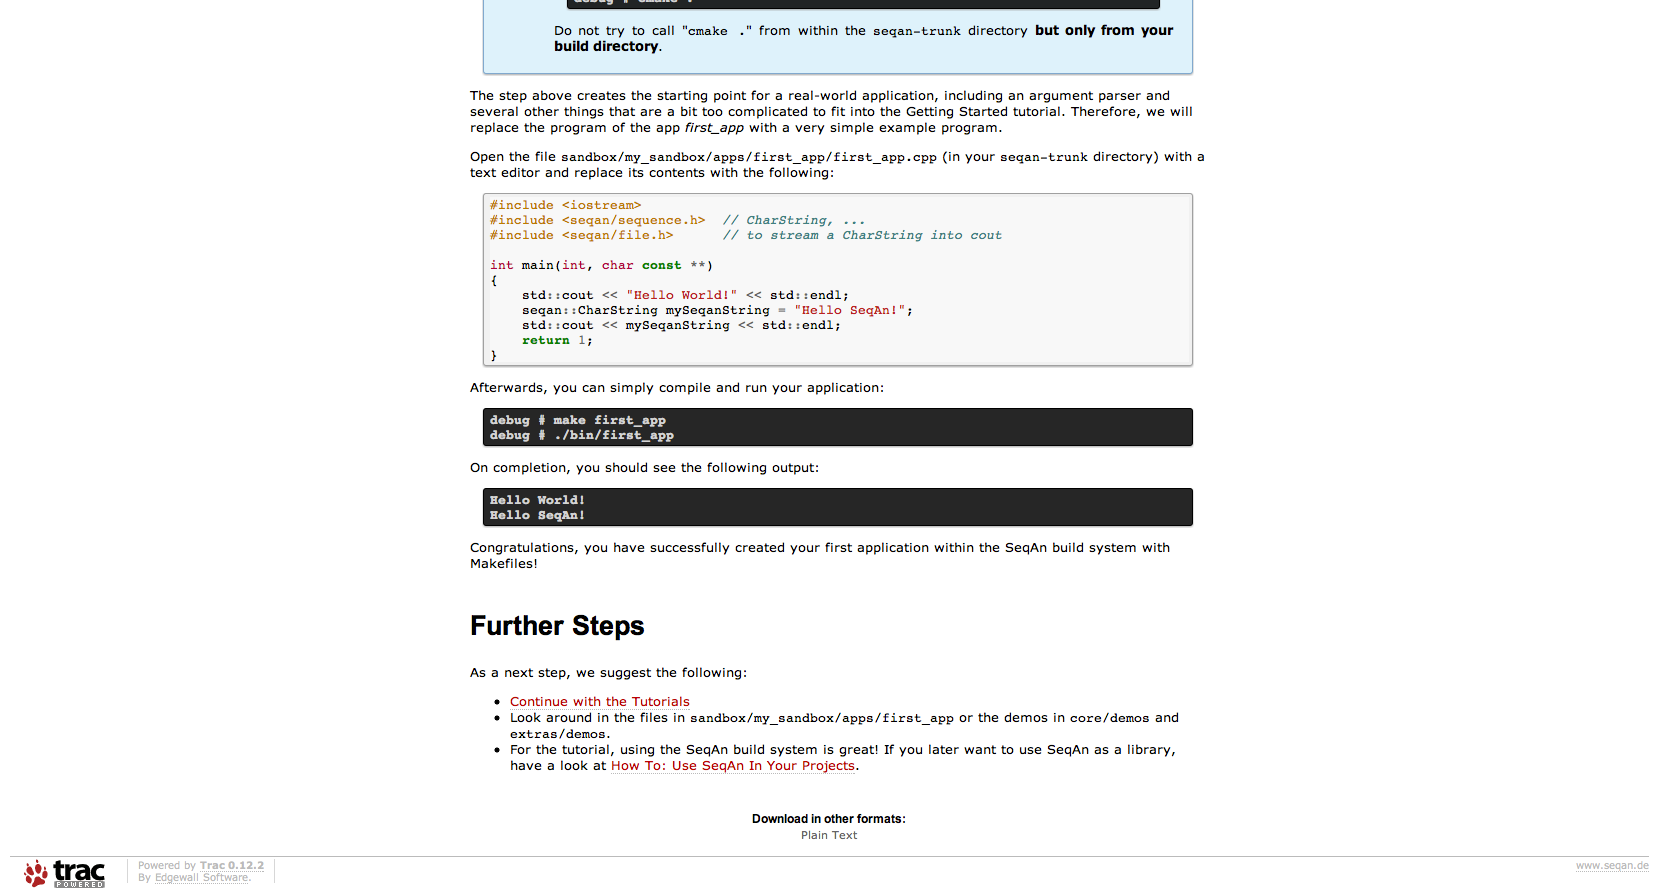 debug # cmake .
Do not try to call "cmake ." from within the seqan-trunk directory but only from your
build directory.
The step above creates the starting point for a real-world application, including an argument parser and
several other things that are a bit too complicated to fit into the Getting Started tutorial. Therefore, we will
replace the program of the app first_app with a very simple example program.
Open the file sandbox/my_sandbox/apps/first_app/first_app.cpp (in your seqan-trunk directory) with a
text editor and replace its contents with the following:
#include <iostream>
#include <seqan/sequence.h>  // CharString, ...
#include <seqan/file.h>      // to stream a CharString into cout
int main(int, char const **)
{
    std::cout << "Hello World!" << std::endl;
    seqan::CharString mySeqanString = "Hello SeqAn!";
    std::cout << mySeqanString << std::endl;
    return 1;
}
Afterwards, you can simply compile and run your application:
debug # make first_app
debug # ./bin/first_app
On completion, you should see the following output:
Hello World!
Hello SeqAn!
Congratulations, you have successfully created your first application within the SeqAn build system with
Makefiles!
Further Steps
As a next step, we suggest the following:
• Continue with the Tutorials
• Look around in the files in sandbox/my_sandbox/apps/first_app or the demos in core/demos and
extras/demos.
• For the tutorial, using the SeqAn build system is great! If you later want to use SeqAn as a library,
have a look at How To: Use SeqAn In Your Projects.
Download in other formats:
Plain Text
trac
POWERED
Powered by Trac 0.12.2
By Edgewall Software.
www.seqan.de